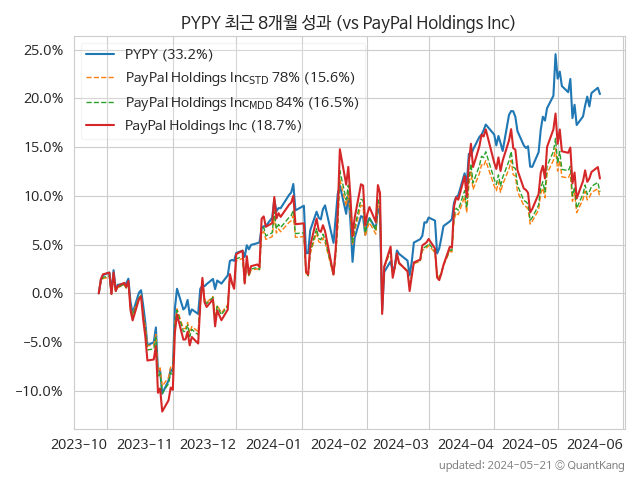 PYPY 최근 8개월 성과 (vs PayPal Holdings Inc)
25.0%
20.0%
15.0%
10.0%
5.0%
0.0%
−5.0%
−10.0%
PYPY (33.2%)
PayPal Holdings IncSTD 78% (15.6%)
PayPal Holdings IncMDD 84% (16.5%)
PayPal Holdings Inc (18.7%)
2023-10 2023-11 2023-12 2024-01 2024-02 2024-03 2024-04 2024-05 2024-06
updated: 2024-05-21 © QuantKang